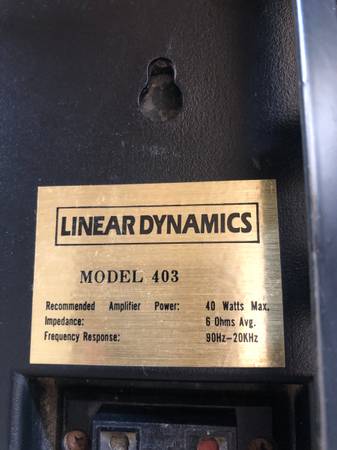 LINEAR DYNAMICS
MODEL 403
Recommended Amplifier Power: 40 Watts Max.
Impedance: 6 Ohms Avg.
Frequency Response: 90Hz-20KHz